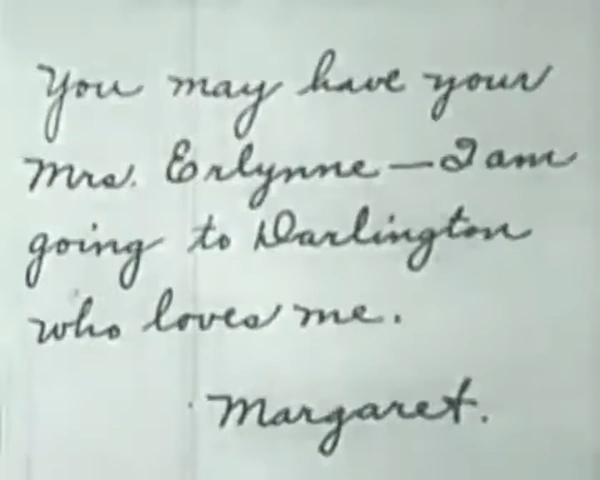 You may have your
Mrs. Erlynne — I am
going to Darlington
who loves me.
Margaret.